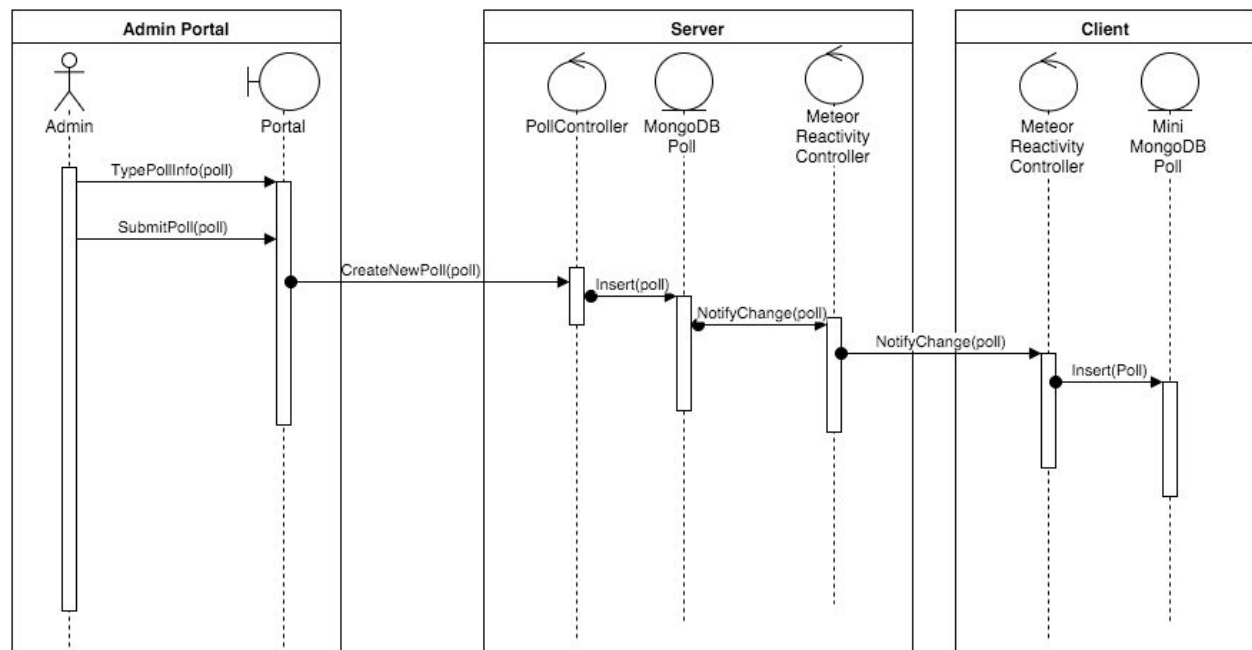 Admin Portal
Server
Client
Admin
Portal
PollController
MongoDB
Poll
Meteor
Reactivity
Controller
Meteor
Reactivity
Controller
Mini
MongoDB
Poll
TypePollInfo(poll)
SubmitPoll(poll)
CreateNewPoll(poll)
Insert(poll)
NotifyChange(poll)
NotifyChange(poll)
Insert(Poll)